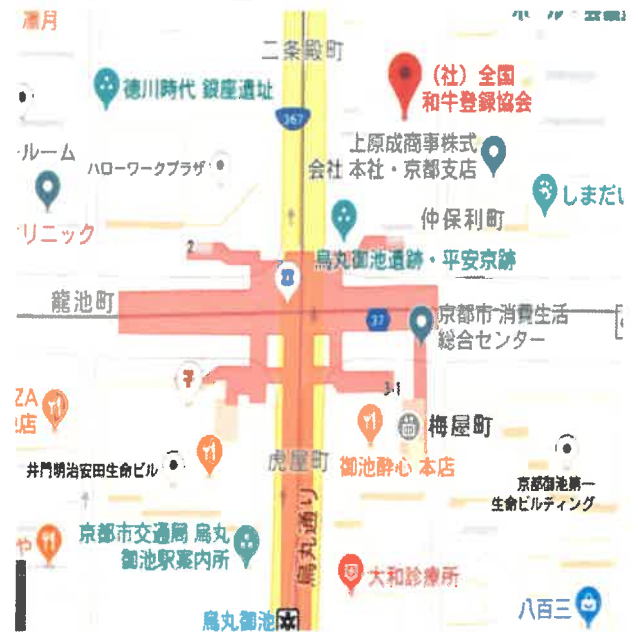 凛月
二条殿町
(社)全国
和牛登録協会
徳川時代 銀座遺址
367
上原成商事株式
会社 本社・京都支店
ルーム
ハローワークプラザ
しまだい
リニック
仲保利町
2
烏丸御池遺跡・平安京跡
龍池町
37
京都市 消費生活
総合センター
3-1
ZA
店
梅屋町
御池酢心 本店
虎屋町
井門明治安田生命ビル
京都御池第一
生命ビルディング
烏丸通り
や
京都市交通局 烏丸
御池駅案内所
大和診療所
八百三
烏丸御池